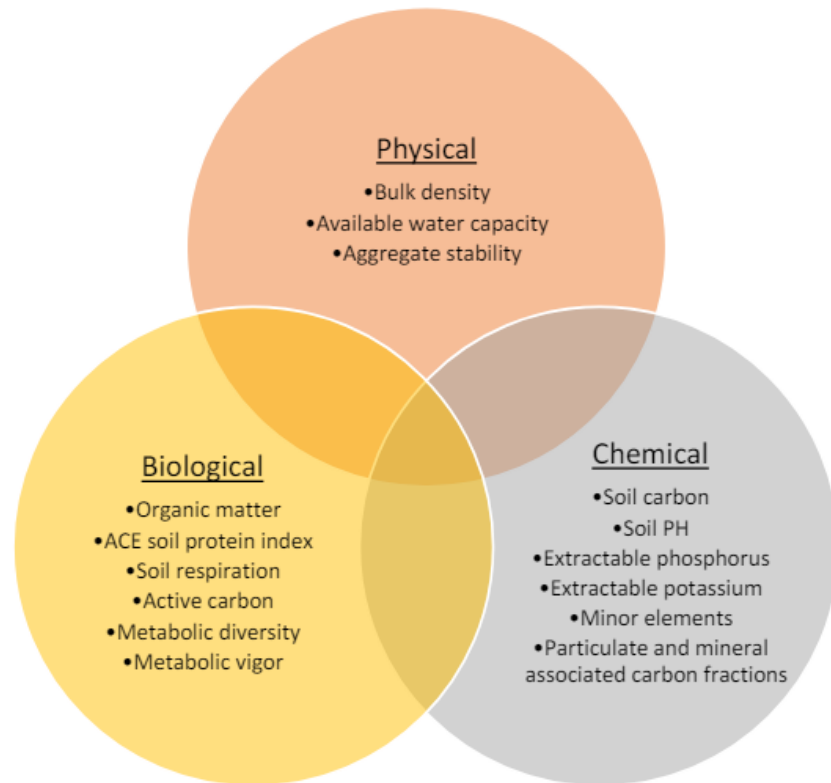 Physical
•Bulk density
•Available water capacity
•Aggregate stability
Biological
•Organic matter
•ACE soil protein index
•Soil respiration
•Active carbon
•Metabolic diversity
•Metabolic vigor
Chemical
•Soil carbon
•Soil PH
•Extractable phosphorus
•Extractable potassium
•Minor elements
•Particulate and mineral
associated carbon fractions